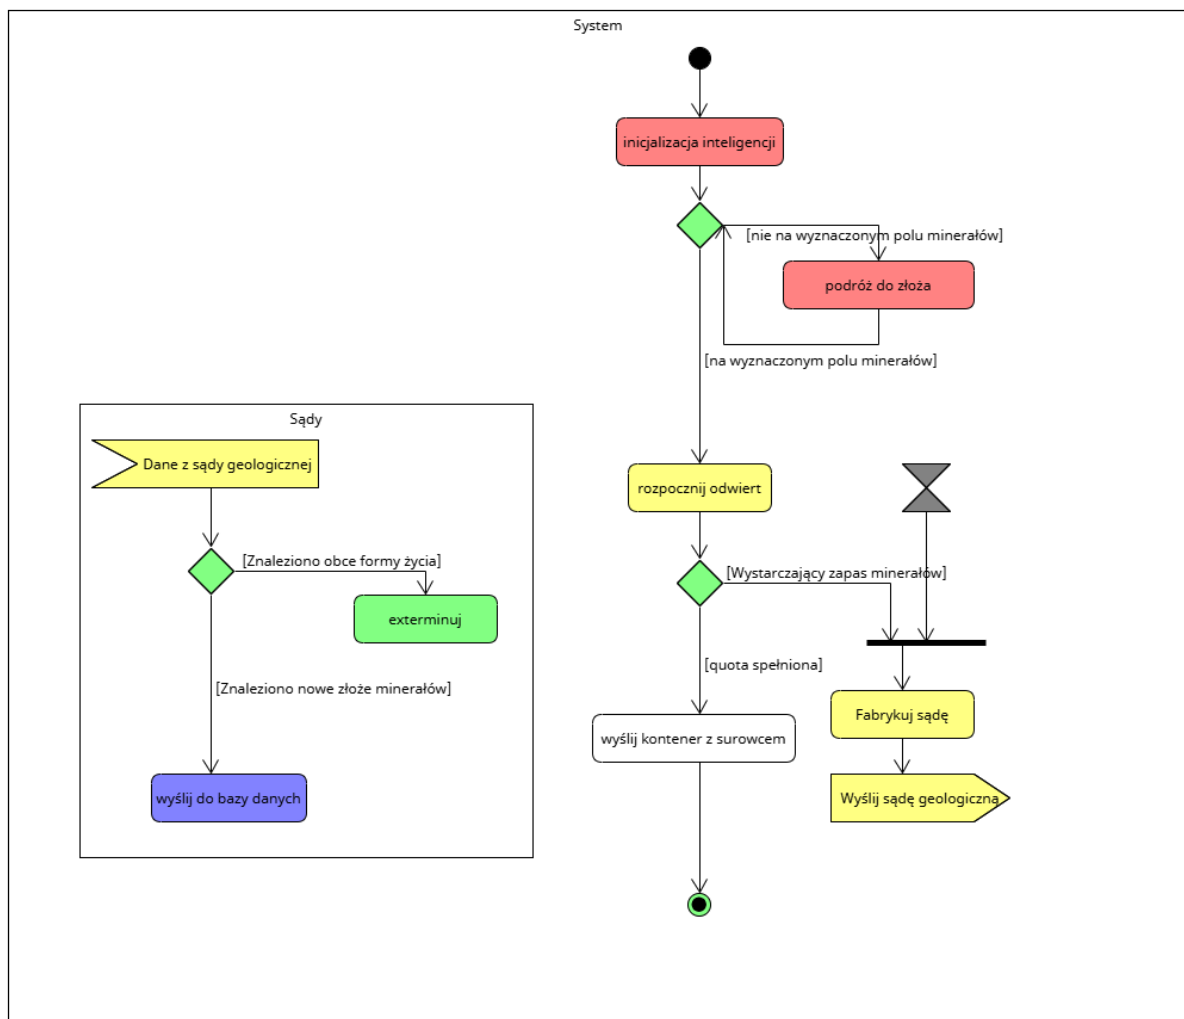 System
inicjalizacja inteligencji
[nie na wyznaczonym polu minerałów]
podróż do złoża
[na wyznaczonym polu minerałów]
Sądy
Dane z sądy geologicznej
rozpocznij odwiert
[Znaleziono obce formy życia]
[Wystarczający zapas minerałów]
exterminuj
[quota spełniona]
[Znaleziono nowe złoże minerałów]
Fabrykuj sądę
wyślij kontener z surowcem
wyślij do bazy danych
Wyślij sądę geologiczną